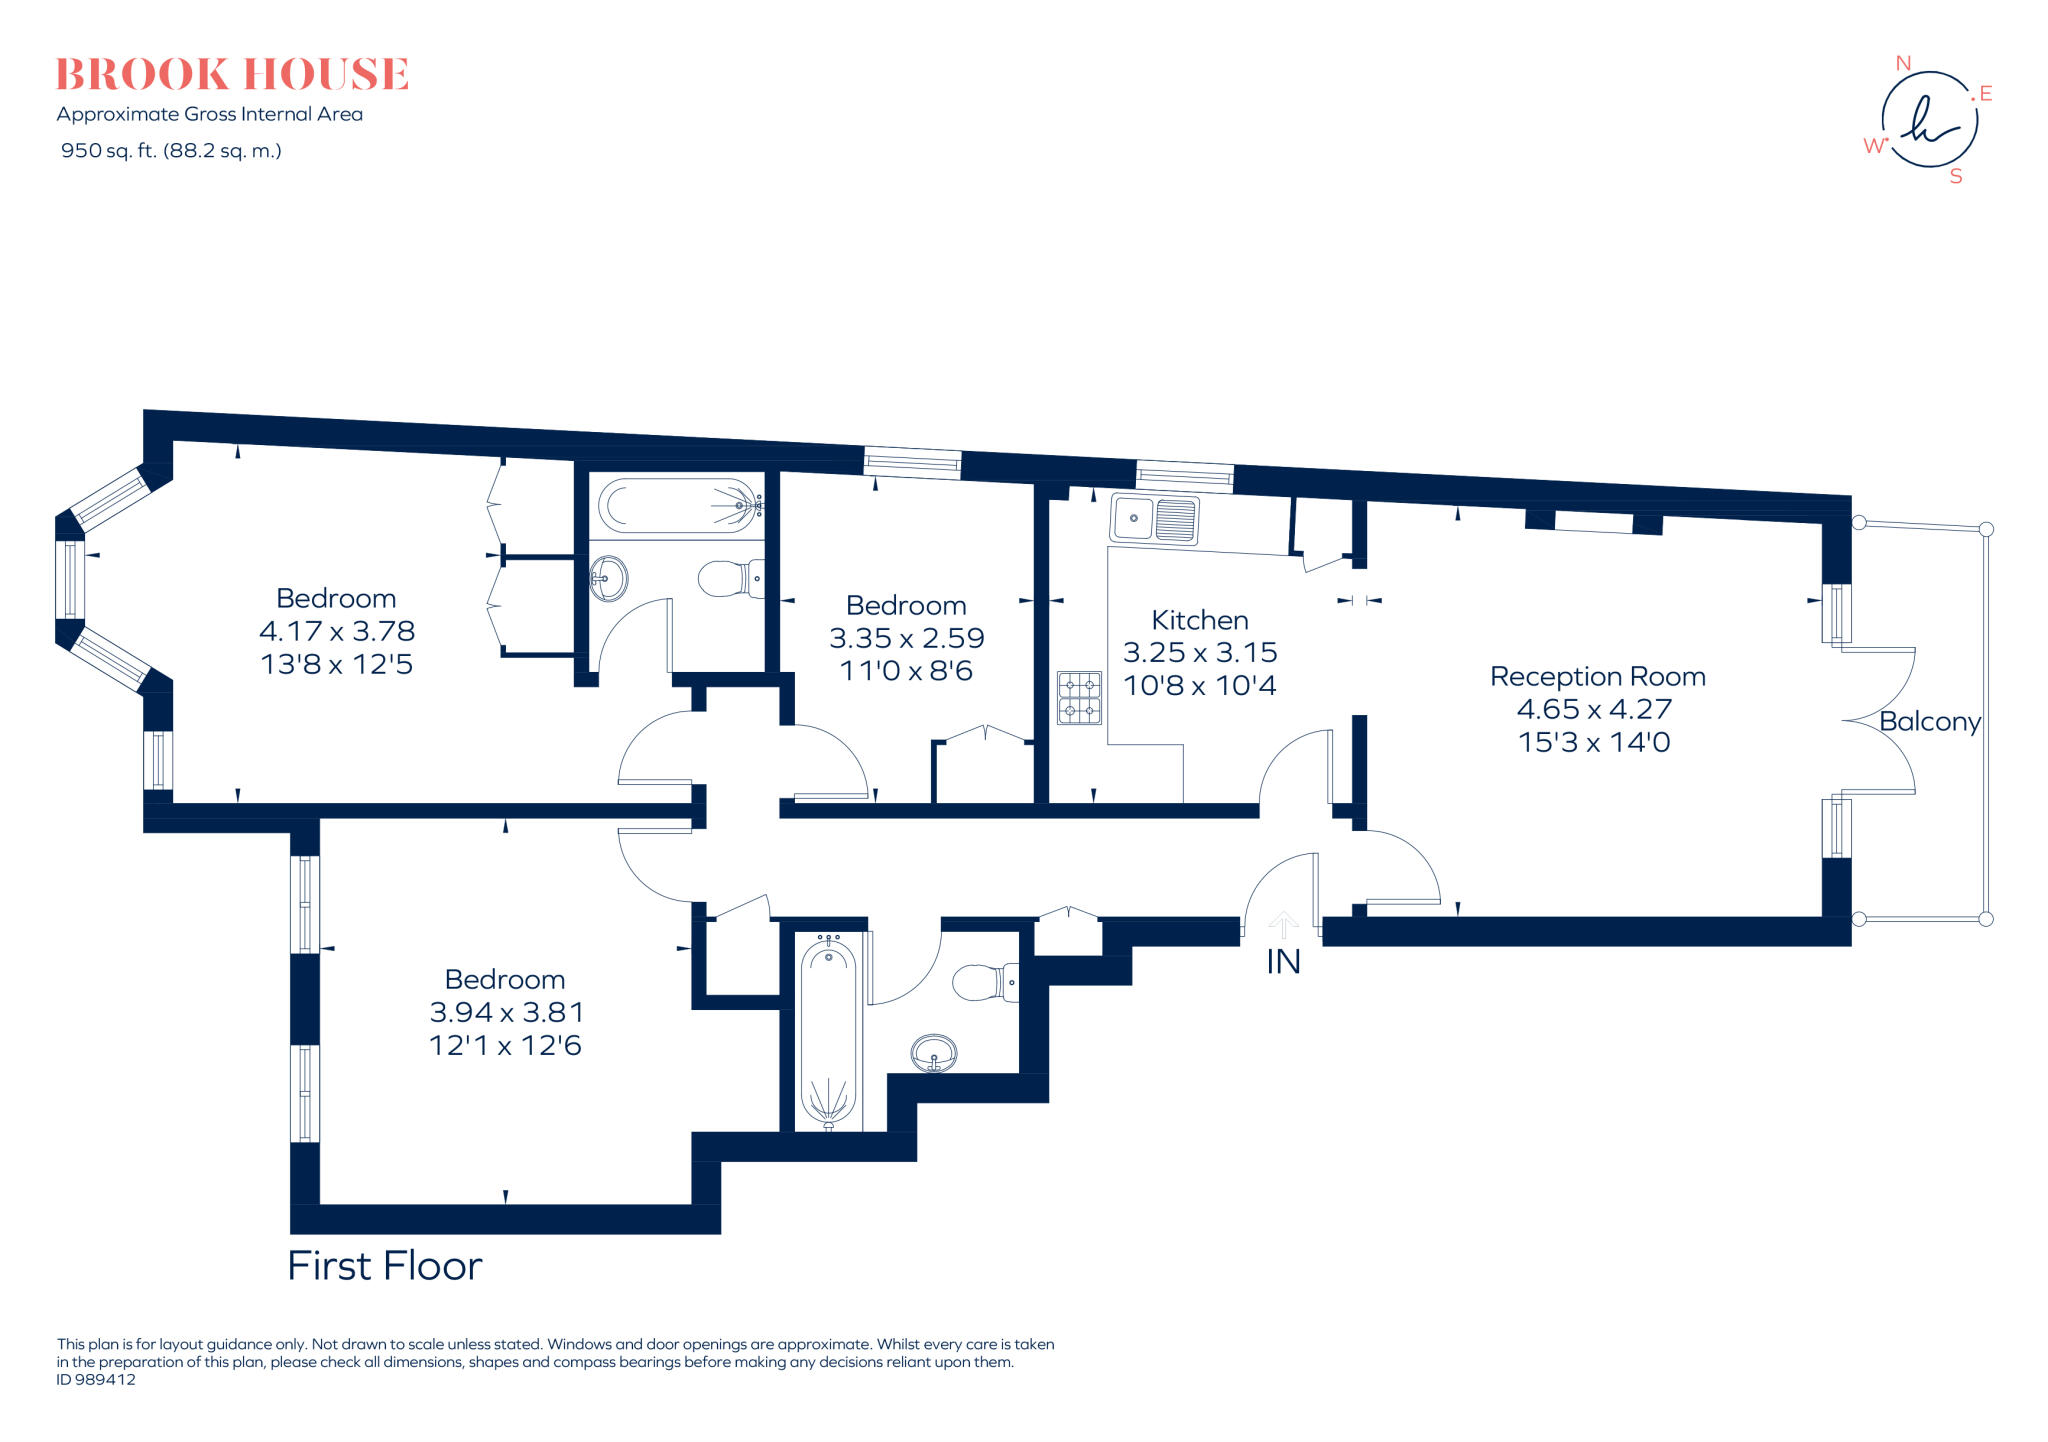 BROOK HOUSE
Approximate Gross Internal Area
950 sq. ft. (88.2 sq. m.)
N
E
W
S
Bedroom
4.17 x 3.78
13'8 x 12'5
Bedroom
3.35 x 2.59
11'0 x 8'6
Kitchen
3.25 x 3.15
10'8 x 10'4
Reception Room
4.65 x 4.27
15'3 x 14'0
Balcony
IN
Bedroom
3.94 x 3.81
12'1 x 12'6
First Floor
This plan is for layout guidance only. Not drawn to scale unless stated. Windows and door openings are approximate. Whilst every care is taken
in the preparation of this plan, please check all dimensions, shapes and compass bearings before making any decisions reliant upon them.
ID 989412